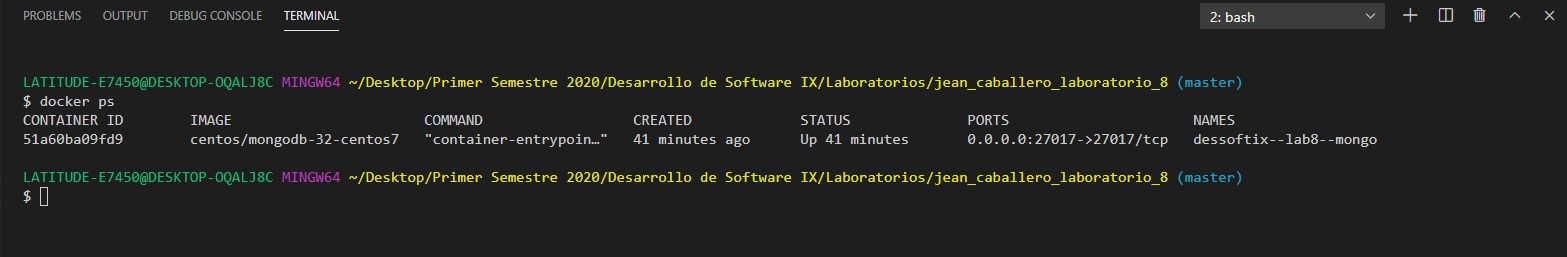 PROBLEMS OUTPUT DEBUG CONSOLE TERMINAL 2: bash
LATITUDE-E7450@DESKTOP-OQALJ8C MINGW64 ~/Desktop/Primer Semestre 2020/Desarrollo de Software IX/Laboratorios/jean_caballero_laboratorio_8 (master)
$ docker ps
CONTAINER ID IMAGE COMMAND CREATED STATUS PORTS NAMES
51a60ba09fd9 centos/mongodb-32-centos7 "container-entrypoin…" 41 minutes ago Up 41 minutes 0.0.0.0:27017->27017/tcp dessoftix--lab8--mongo
LATITUDE-E7450@DESKTOP-OQALJ8C MINGW64 ~/Desktop/Primer Semestre 2020/Desarrollo de Software IX/Laboratorios/jean_caballero_laboratorio_8 (master)
$